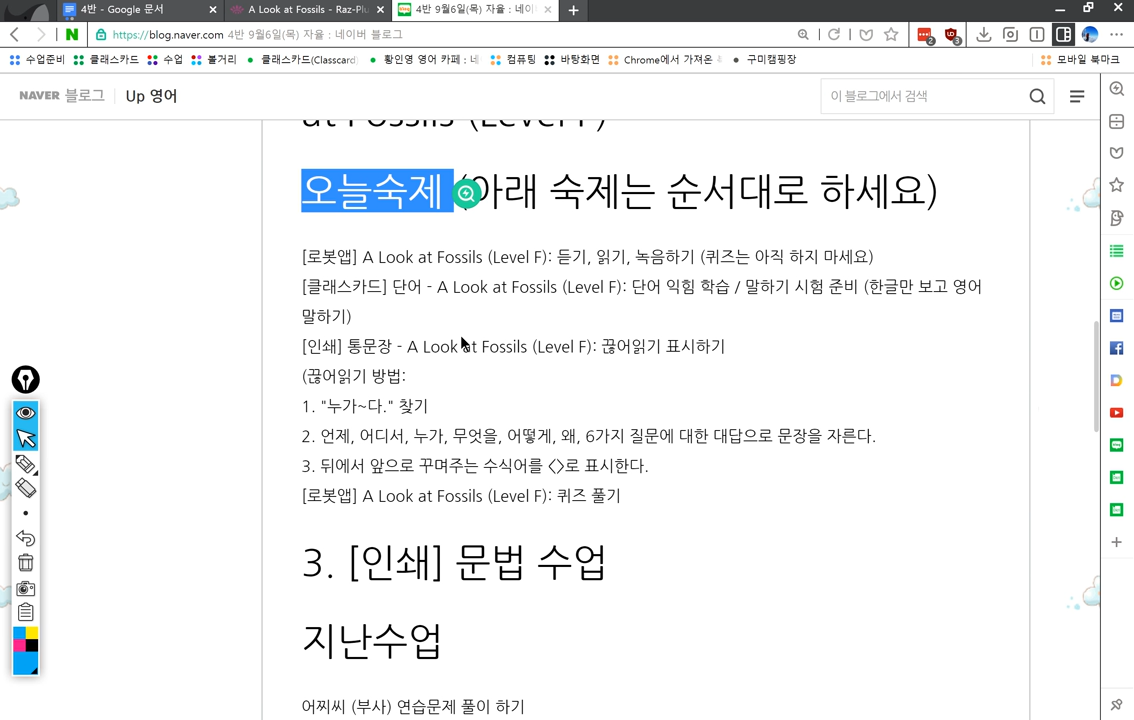 4반 - Google 문서
A Look at Fossils - Raz-Plu
4반 9월6일(목) 자율 : 네이
https://blog.naver.com 4반 9월6일(목) 자율 : 네이버 블로그
수업준비 클래스카드 수업 볼거리 클래스카드(Classcard 황인영 영어 카페 : 네 컴퓨팅 바탕화면 Chrome에서 가져온 구미캠핑장 모바일 북마크
NAVER 블로그 Up 영어
이 블로그에서 검색
at Fossils (Level F)
오늘숙제 (아래 숙제는 순서대로 하세요)
[로봇앱] A Look at Fossils (Level F): 듣기, 읽기, 녹음하기 (퀴즈는 아직 하지 마세요)
[클래스카드] 단어 - A Look at Fossils (Level F): 단어 익힘 학습 / 말하기 시험 준비 (한글만 보고 영어
말하기)
[인쇄] 통문장 - A Look at Fossils (Level F): 끊어읽기 표시하기
(끊어읽기 방법:
1. "누가~다." 찾기
2. 언제, 어디서, 누가, 무엇을, 어떻게, 왜, 6가지 질문에 대한 대답으로 문장을 자른다.
3. 뒤에서 앞으로 꾸며주는 수식어를 <>로 표시한다.
[로봇앱] A Look at Fossils (Level F): 퀴즈 풀기
3. [인쇄] 문법 수업
지난수업
어찌씨 (부사) 연습문제 풀이 하기